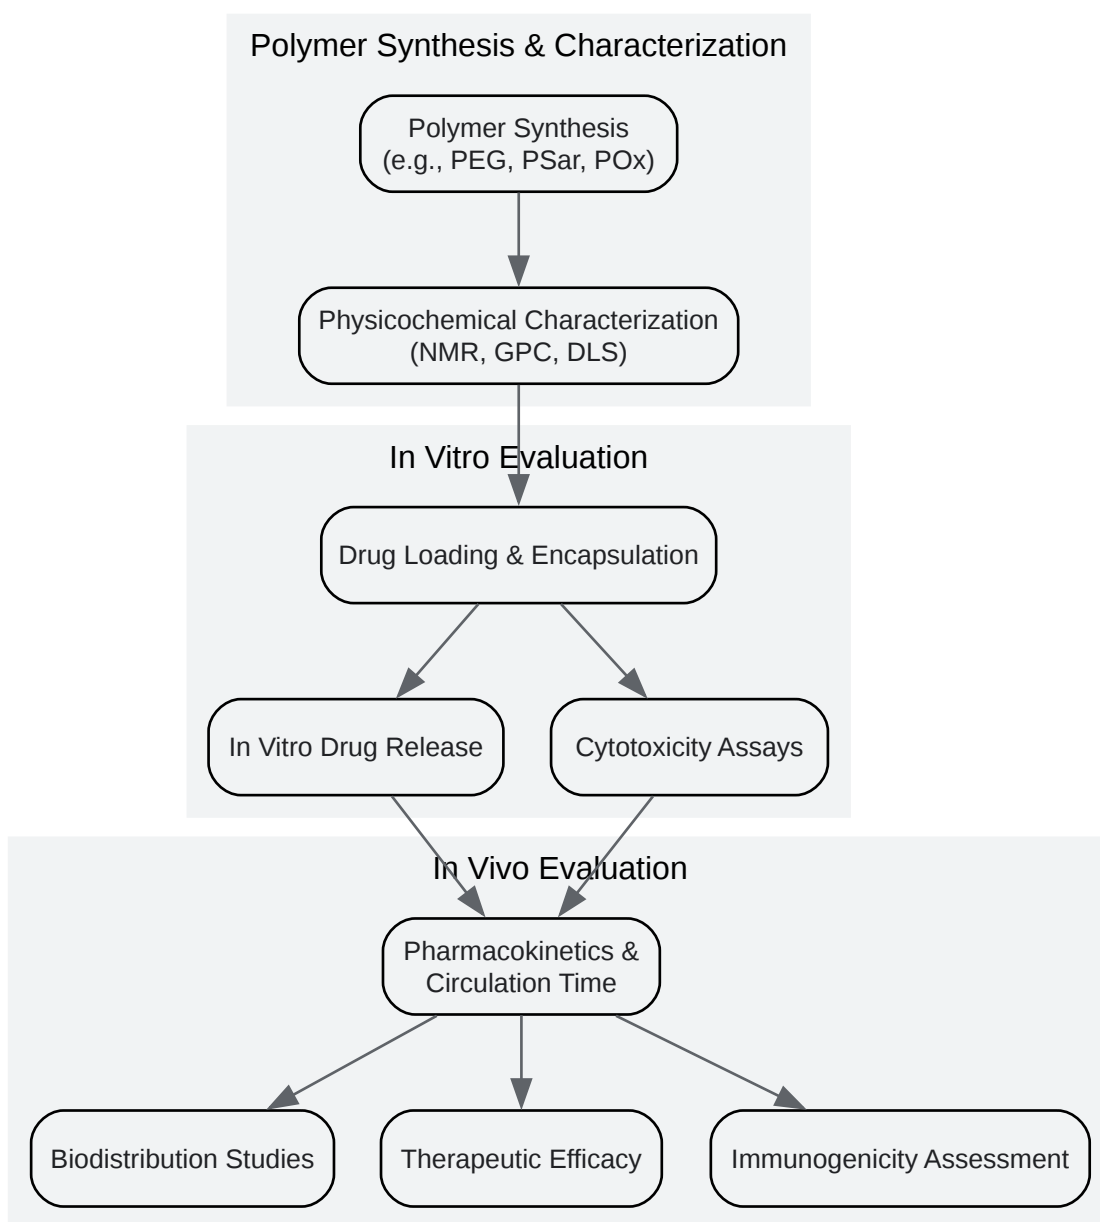 Polymer Synthesis & Characterization
Polymer Synthesis
(e.g., PEG, PSar, POx)
Physicochemical Characterization
(NMR, GPC, DLS)
In Vitro Evaluation
Drug Loading & Encapsulation
In Vitro Drug Release
Cytotoxicity Assays
In Vivo Evaluation
Pharmacokinetics &
Circulation Time
Biodistribution Studies
Therapeutic Efficacy
Immunogenicity Assessment